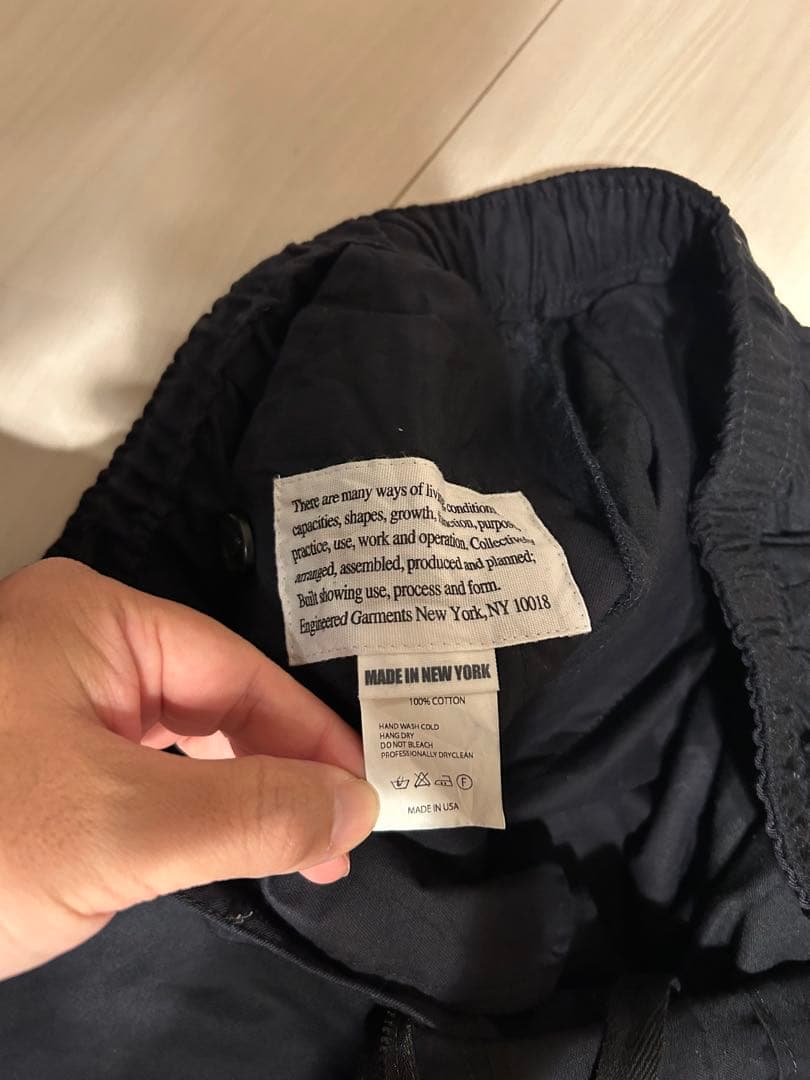 There are many ways of living, condition,
capacities, shapes, growth, function, purpose,
practice, use, work and operation. Collectively
arranged, assembled, produced and planned;
Built showing use, process and form.
Engineered Garments New York, NY 10018
MADE IN NEW YORK
100% COTTON
HAND WASH COLD
HANG DRY
DO NOT BLEACH
PROFESSIONALLY DRYCLEAN
F
MADE IN USA